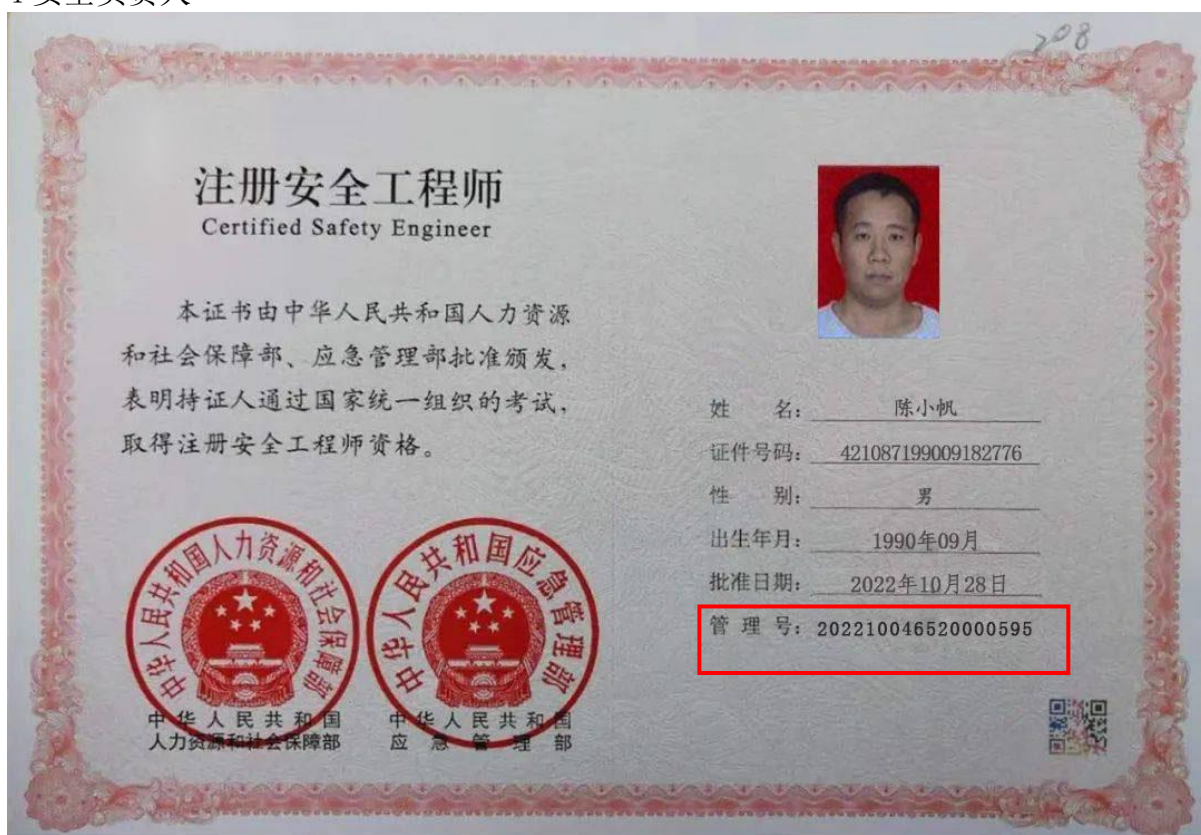 208
注册安全工程师
Certified Safety Engineer
本证书由中华人民共和国人力资源
和社会保障部、应急管理部批准颁发，
表明持证人通过国家统一组织的考试，
取得注册安全工程师资格。
姓 名： 陈小帆
证件号码： 421087199009182776
性 别： 男
出生年月： 1990年09月
批准日期： 2022年10月28日
管 理 号：202210046520000595
中华人民共和国人力资源和社会保障部
中华人民共和国应急管理部
中华人民共和国
人力资源和社会保障部
中华人民共和国
应急管理部